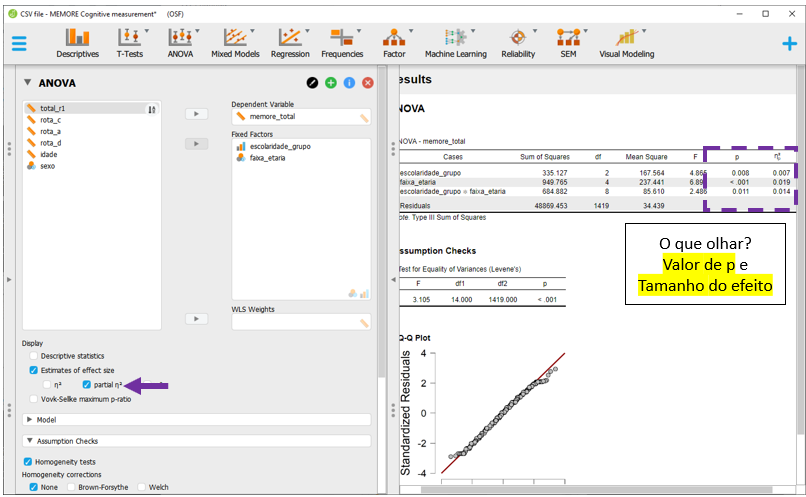 CSV file - MEMORE Cognitive measurement* (OSF)
Descriptives
T-Tests
ANOVA
Mixed Models
Regression
Frequencies
Factor
Machine Learning
Reliability
SEM
Visual Modeling
ANOVA
total_r1
rota_c
rota_a
rota_d
idade
sexo
Dependent Variable
memore_total
Fixed Factors
escolaridade_grupo
faixa_etaria
WLS Weights
Display
Descriptive statistics
Estimates of effect size
η²
partial η²
Vovk-Sellke maximum p-ratio
Model
Assumption Checks
Homogeneity tests
Homogeneity corrections
None Brown-Forsythe Welch
esults
NOVA
NOVA - memore_total
Cases Sum of Squares df Mean Square F p η²p
escolaridade_grupo 335.127 2 167.564 4.865 0.008 0.007
faixa_etaria 949.765 4 237.441 6.89 < .001 0.019
escolaridade_grupo ✻ faixa_etaria 684.882 8 85.610 2.486 0.011 0.014
Residuals 48869.453 1419 34.439
ote. Type III Sum of Squares
O que olhar?
Valor de p e
Tamanho do efeito
ssumption Checks
Test for Equality of Variances (Levene's)
F df1 df2 p
3.105 14.000 1419.000 < .001
Q-Q Plot
Standardized Residuals
4
2
0
-2
-4